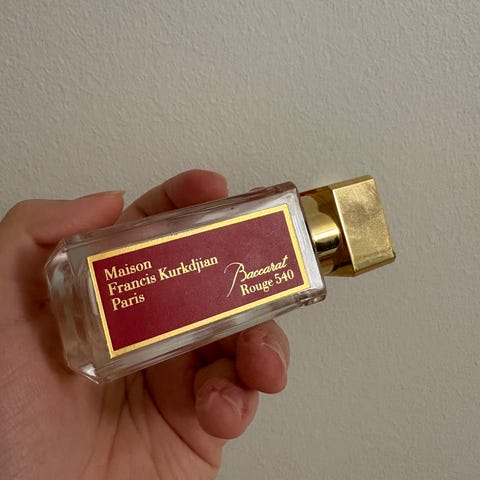 Maison
Francis Kurkdjian
Paris
Baccarat
Rouge 540